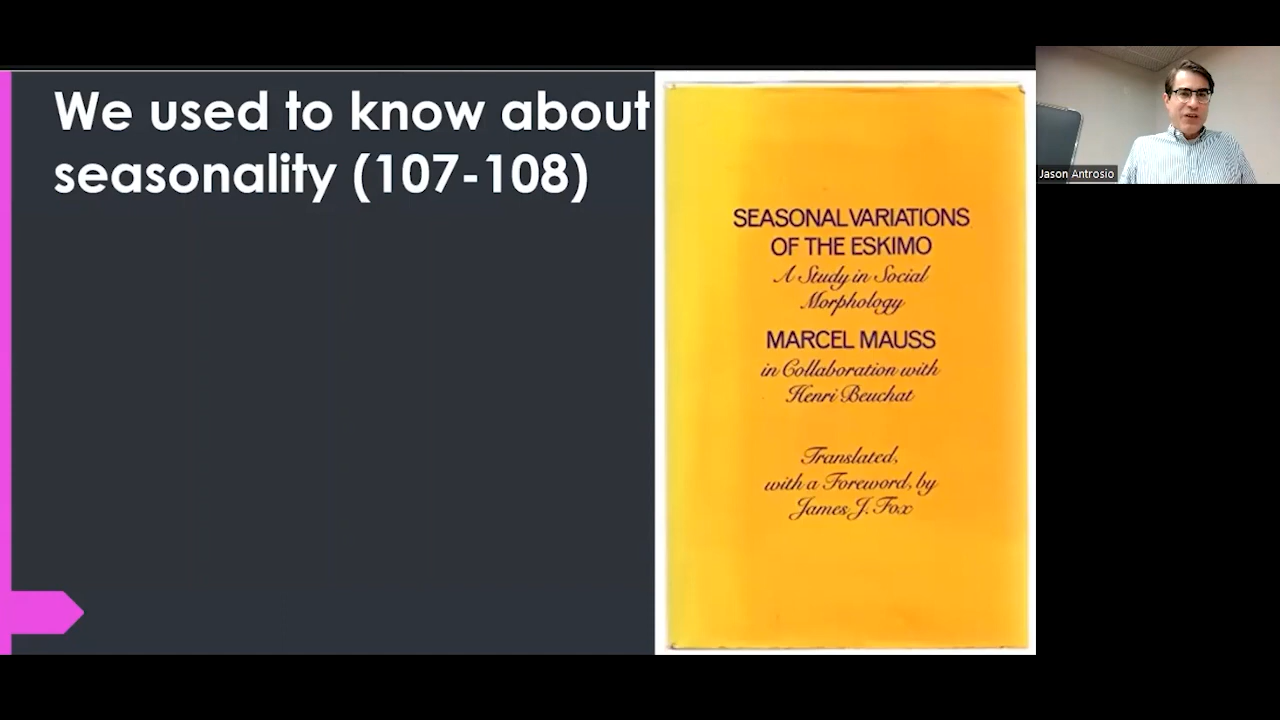 We used to know about
seasonality (107-108)
SEASONAL VARIATIONS
OF THE ESKIMO
A Study in Social
Morphology
MARCEL MAUSS
in Collaboration with
Henri Beuchat
Translated,
with a Foreword, by
James J. Fox
Jason Antrosio